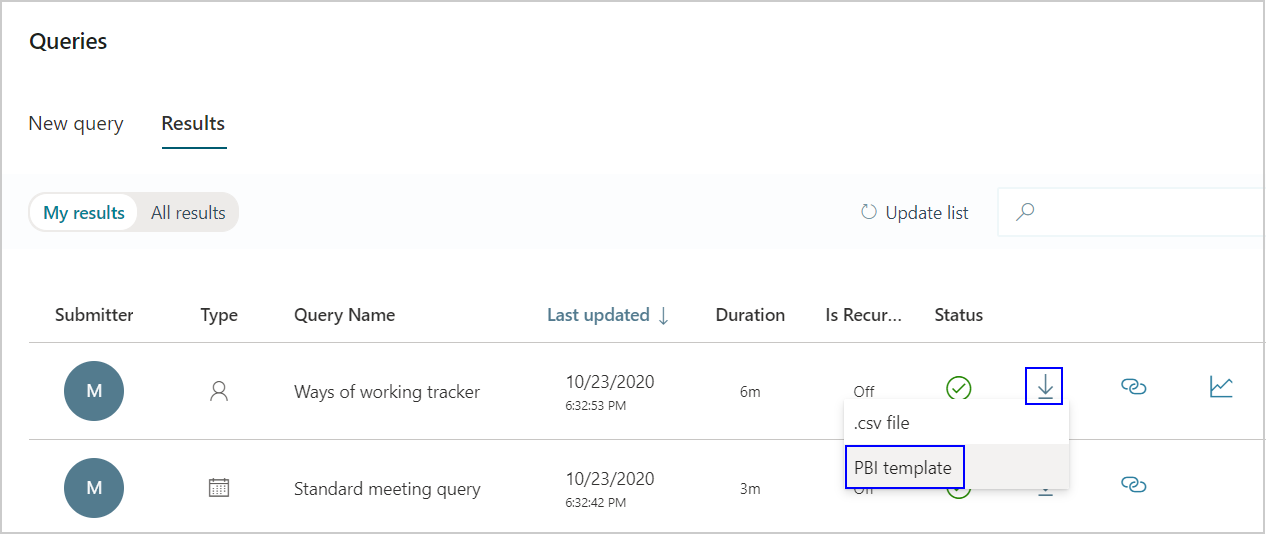 Queries
New query Results
My results All results Update list
Submitter Type Query Name Last updated ↓ Duration Is Recur... Status
M Ways of working tracker 10/23/2020 6m Off
6:32:53 PM
.csv file
PBI template
M Standard meeting query 10/23/2020 3m Off
6:32:42 PM